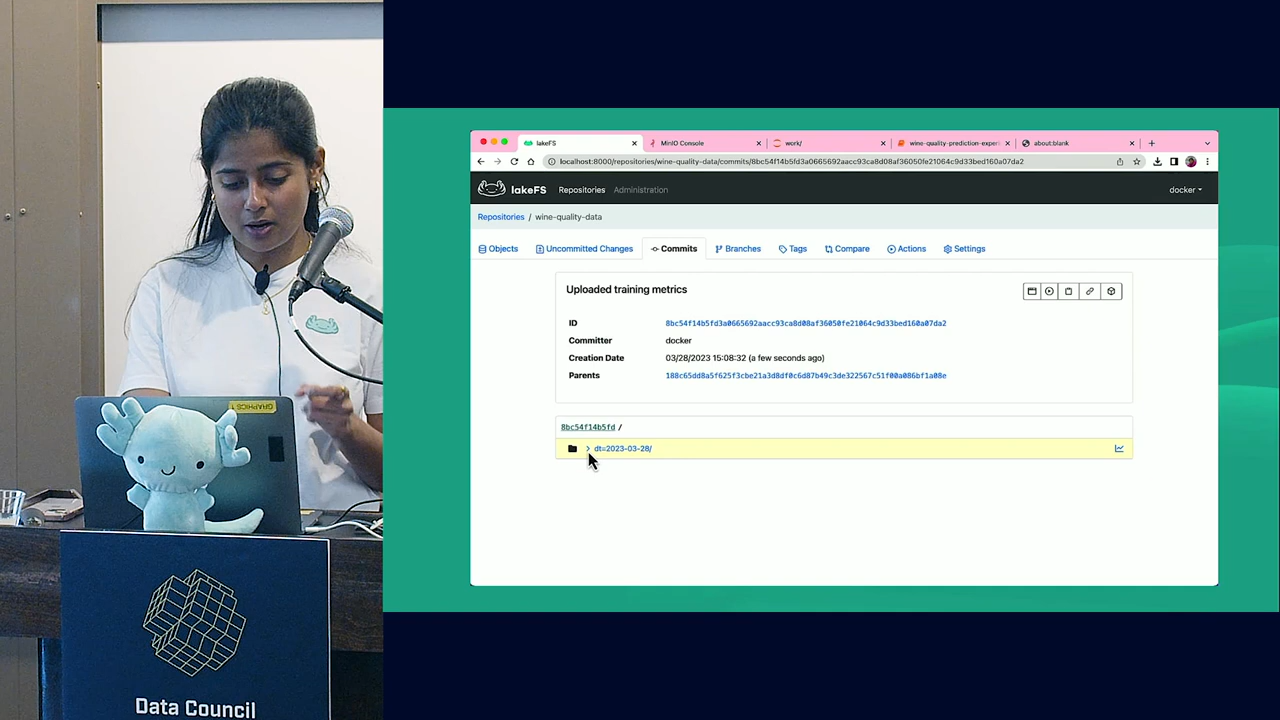 GRAPHICS 1
Data Council
lakeFS
MinIO Console
work/
wine-quality-prediction-experi
about:blank
localhost:8000/repositories/wine-quality-data/commits/8bc54f14b5fd3a0665692aacc93ca8d08af36050fe21064c9d33bed160a07da2
lakeFS Repositories Administration docker
Repositories / wine-quality-data
Objects Uncommitted Changes Commits Branches Tags Compare Actions Settings
Uploaded training metrics
ID 8bc54f14b5fd3a0665692aacc93ca8d08af36050fe21064c9d33bed160a07da2
Committer docker
Creation Date 03/28/2023 15:08:32 (a few seconds ago)
Parents 188c65dd8a5f625f3cbe21a3d8df0c6d87b49c3de322567c51f00a086bf1a08e
8bc54f14b5fd /
dt=2023-03-28/